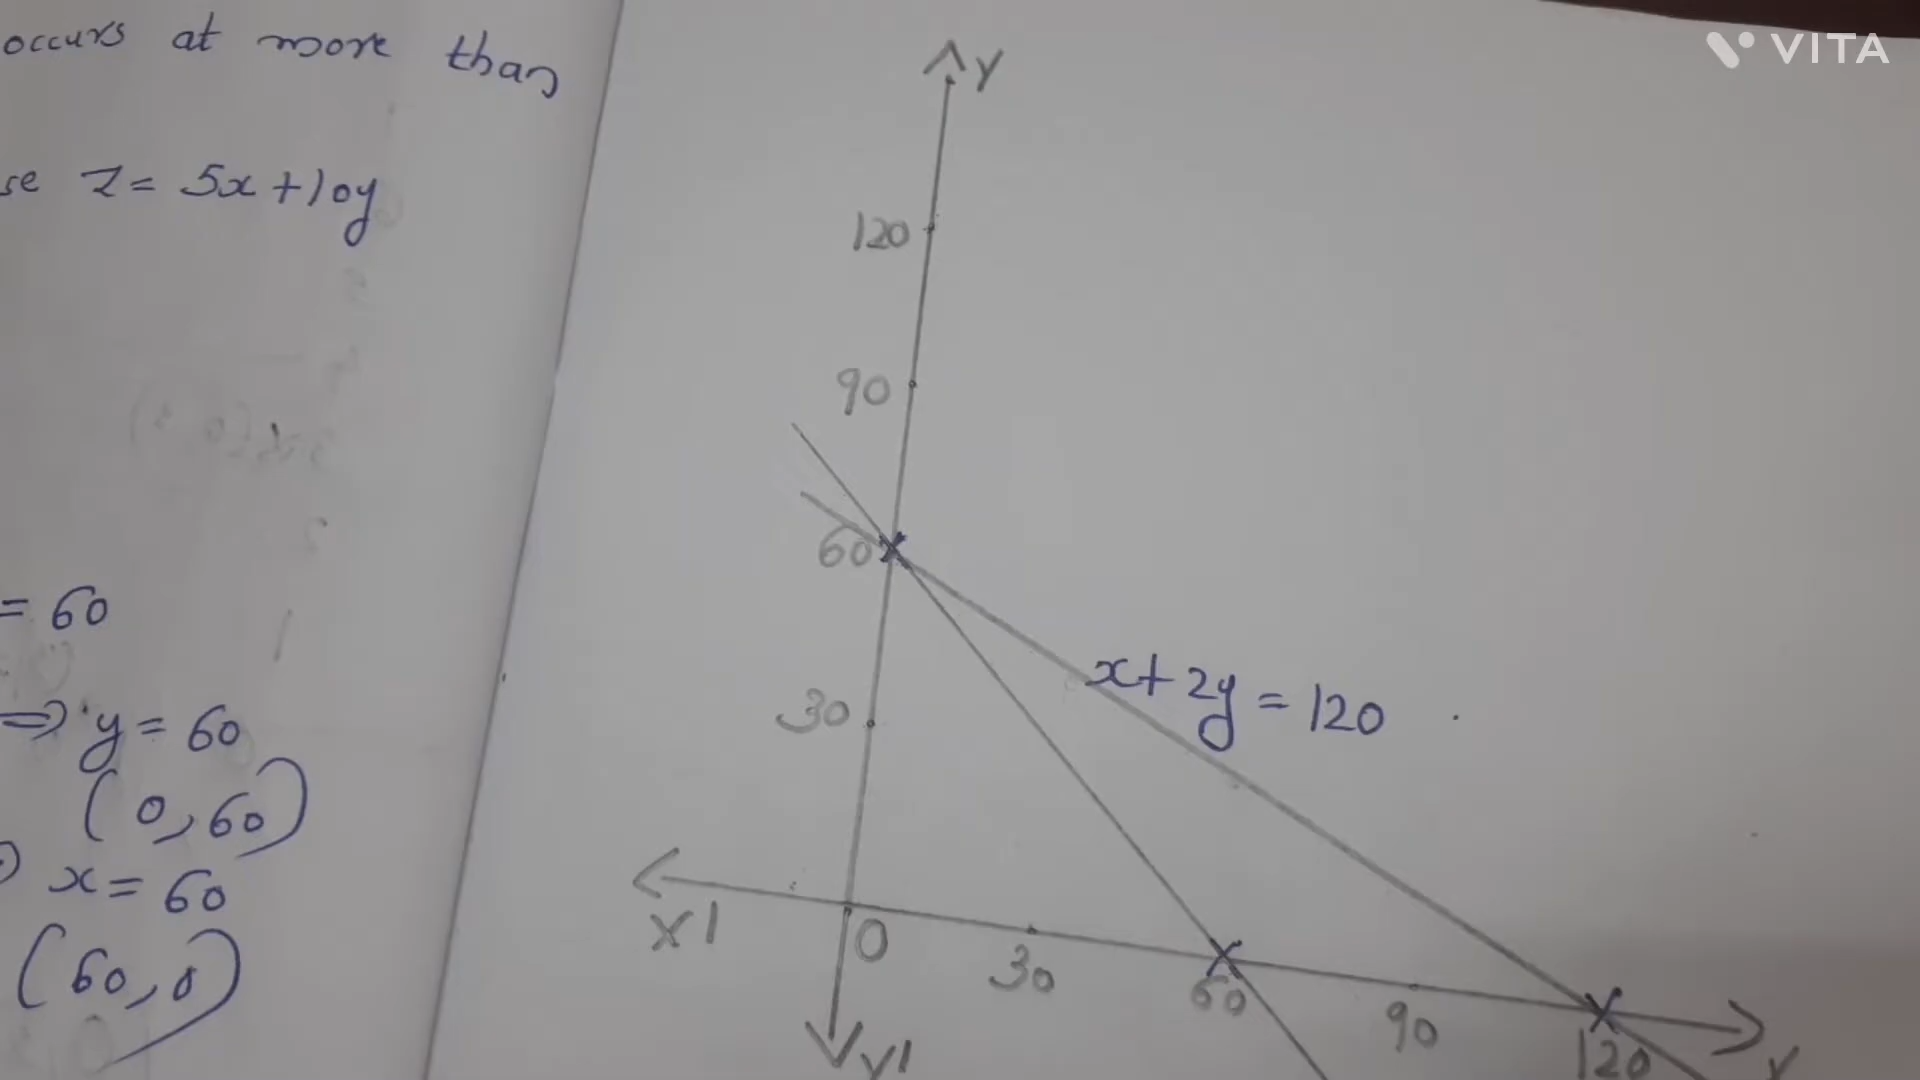 occurs at more than
se Z = 5x+10y
= 60
⇒ y = 60
(0, 60)
x = 60
(60, 0)
Y
120
90
60
30
x+2y = 120
X1
0
30
60
90
120
Y1
VITA